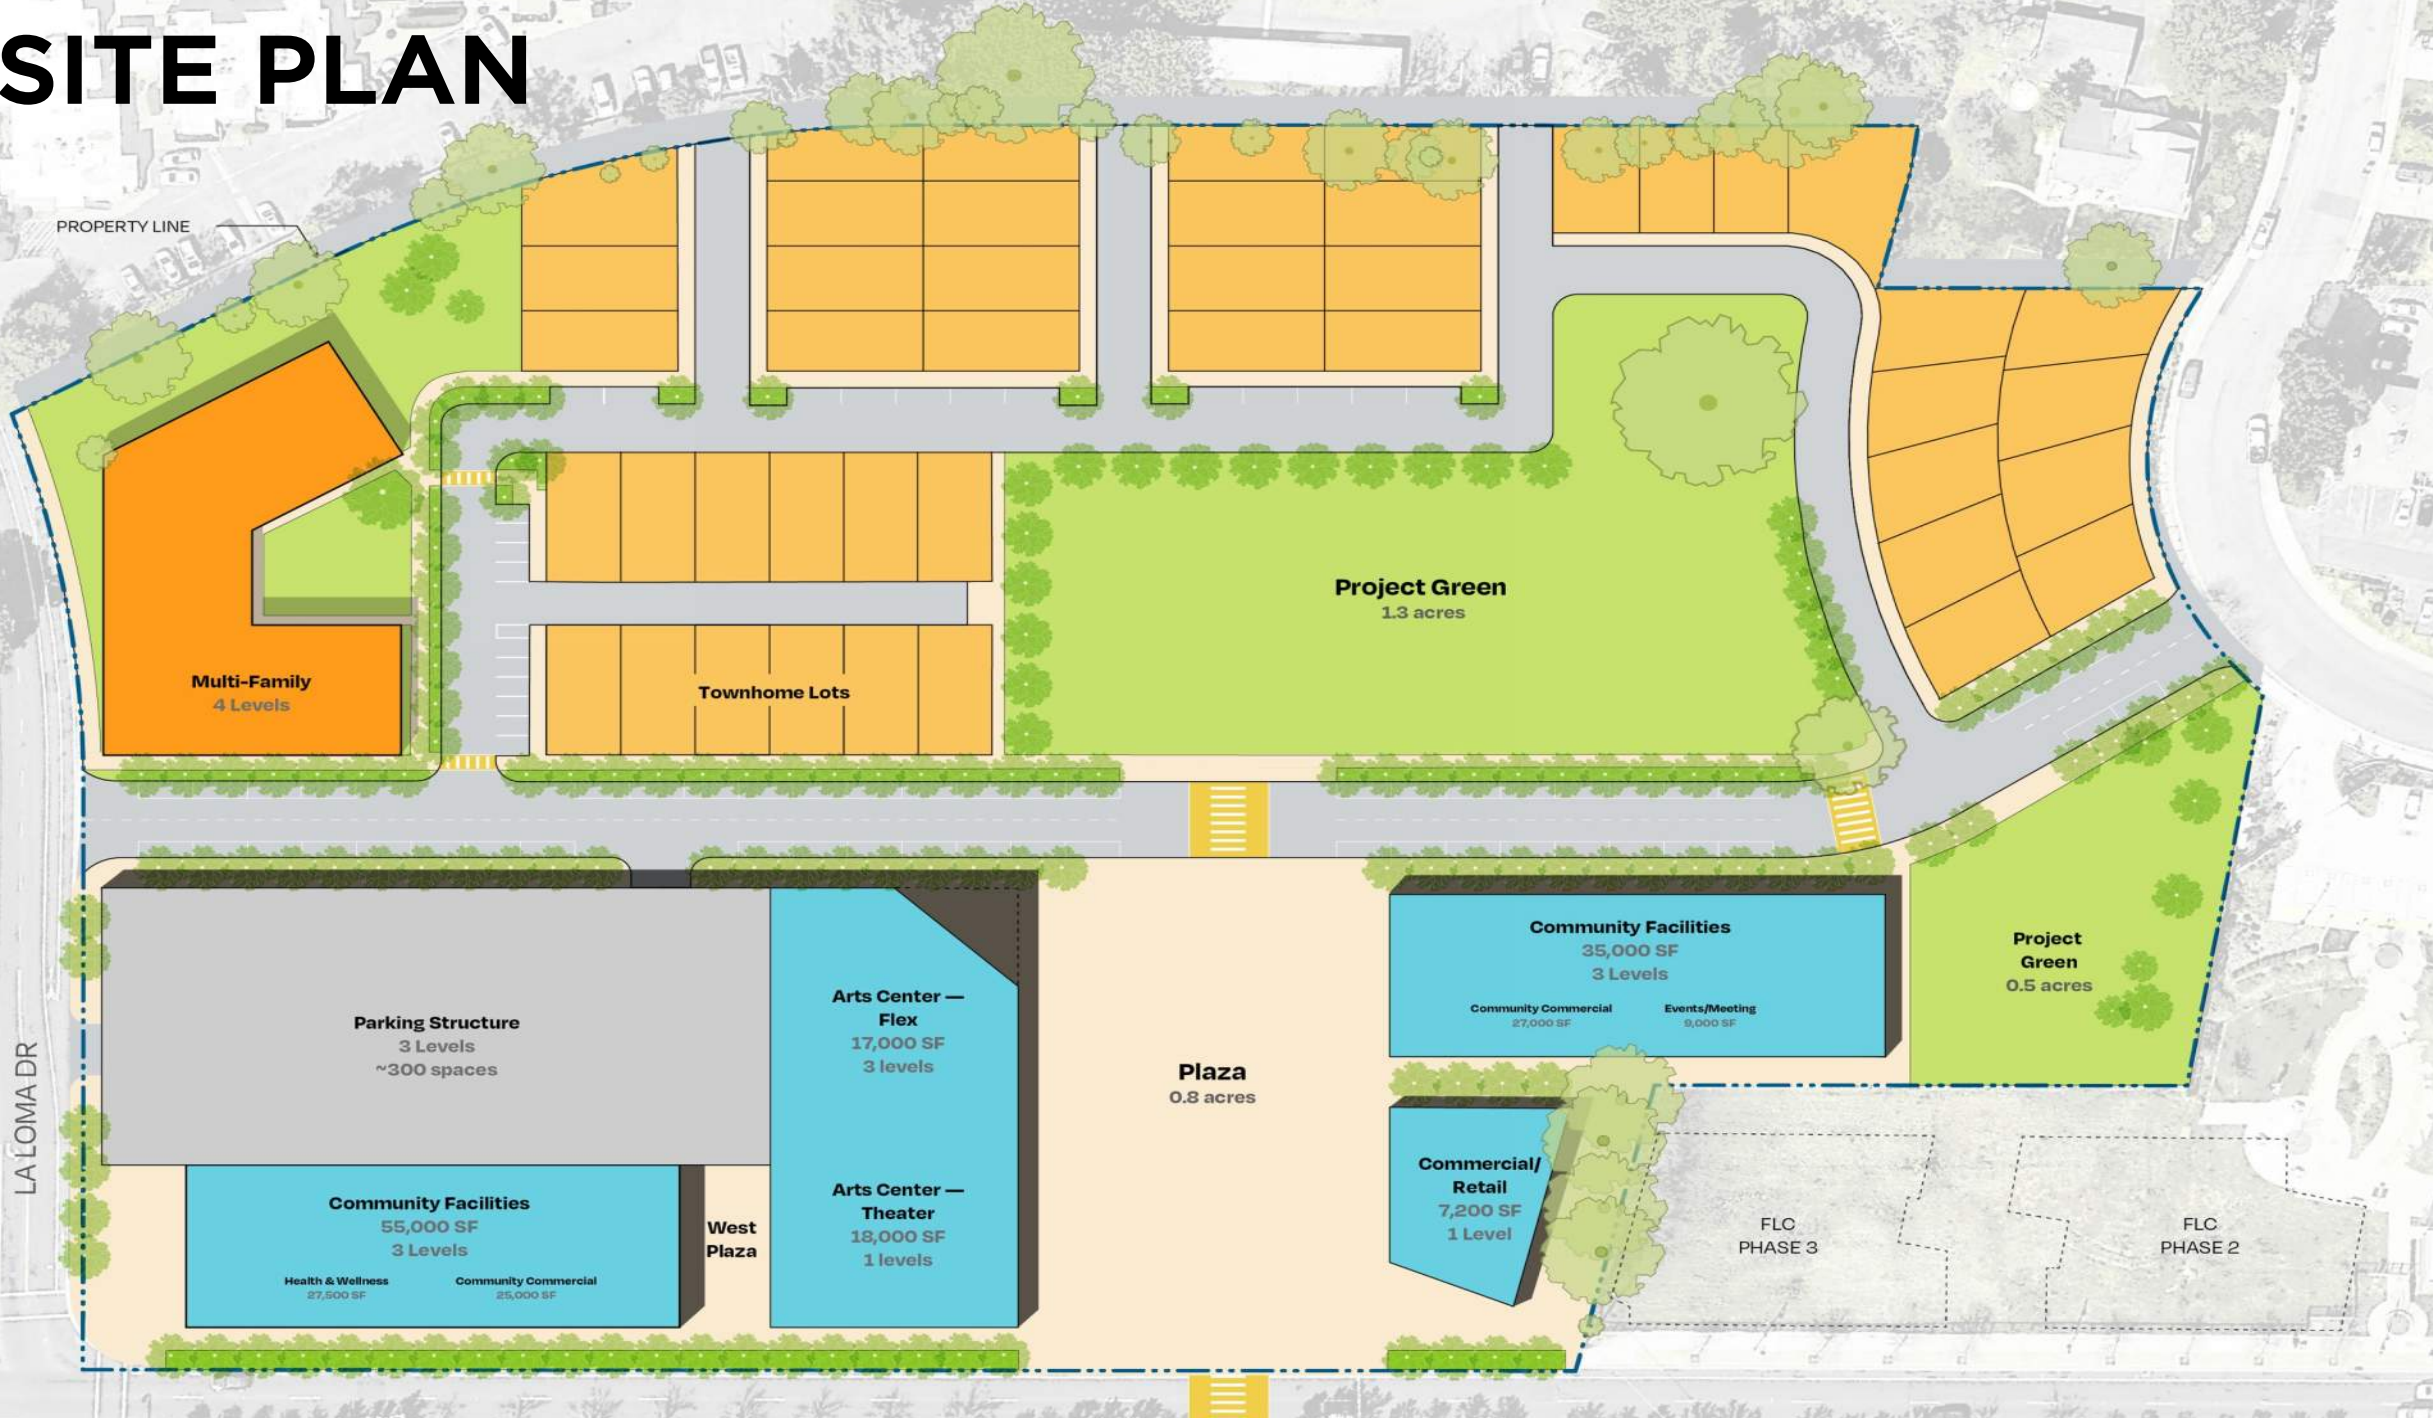 SITE PLAN
PROPERTY LINE
Project Green
1.3 acres
Multi-Family
4 Levels
Townhome Lots
Community Facilities
35,000 SF
3 Levels
Community Commercial
27,000 SF
Events/Meeting
9,000 SF
Project
Green
0.5 acres
Arts Center —
Flex
17,000 SF
3 levels
Parking Structure
3 Levels
~300 spaces
Plaza
0.8 acres
LA LOMA DR
Commercial/
Retail
7,200 SF
1 Level
Arts Center —
Theater
18,000 SF
1 levels
Community Facilities
55,000 SF
3 Levels
Health & Wellness
27,500 SF
Community Commercial
25,000 SF
West
Plaza
FLC
PHASE 3
FLC
PHASE 2